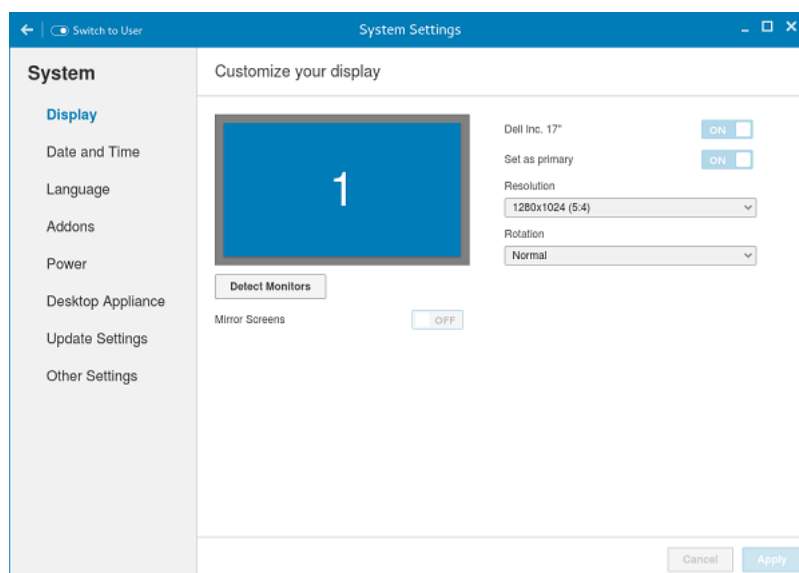 Switch to User
System Settings
System
Display
Date and Time
Language
Addons
Power
Desktop Appliance
Update Settings
Other Settings
Customize your display
1
Detect Monitors
Mirror Screens OFF
Dell Inc. 17" ON
Set as primary ON
Resolution
1280x1024 (5:4)
Rotation
Normal
Cancel Apply